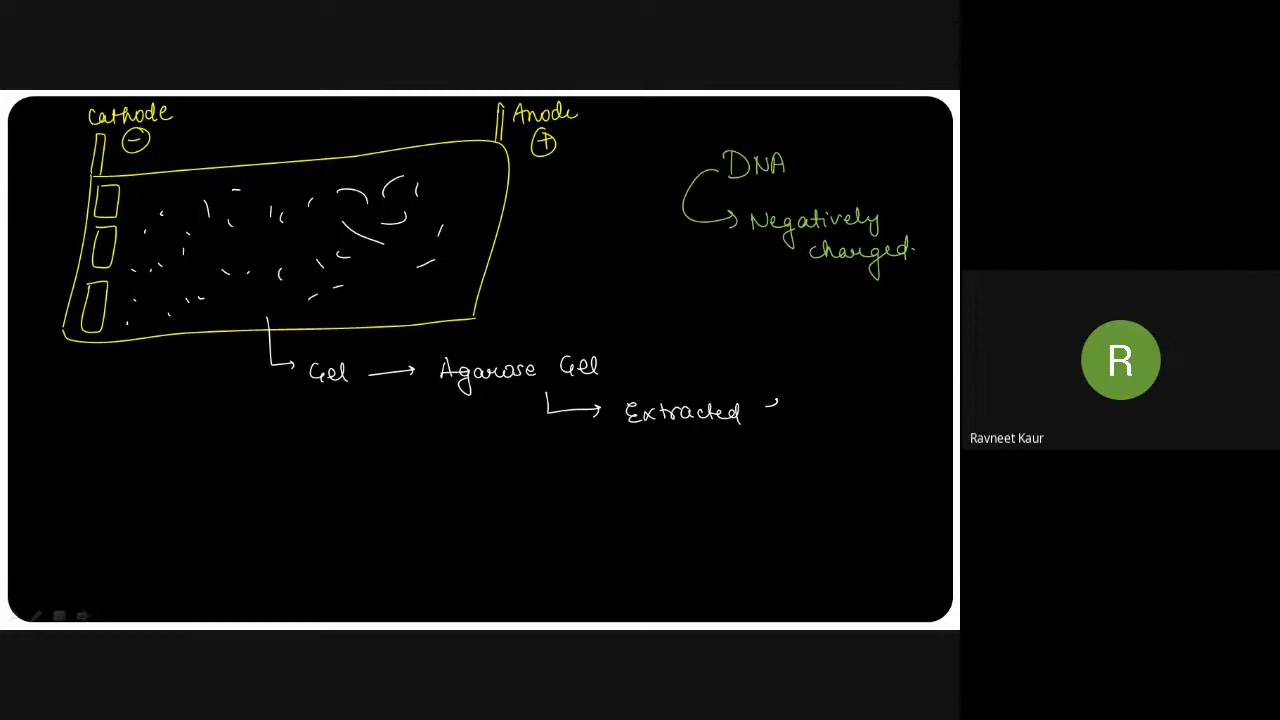 Cathode
Anode
⊖
⊕
DNA
Negatively
charged.
Gel → Agarose Gel
Extracted
R
Ravneet Kaur